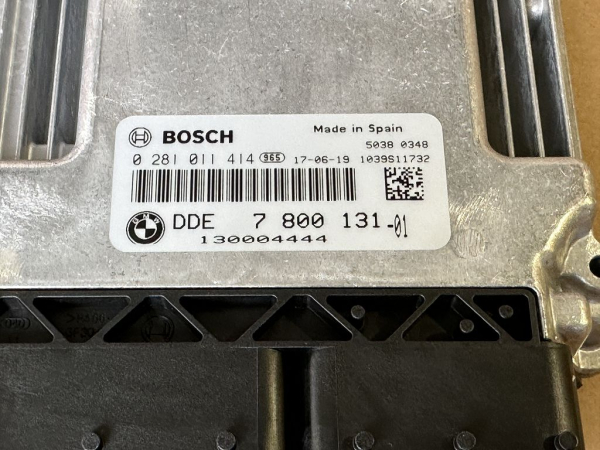 BOSCH
Made in Spain
5038 0348
0 281 011 414 965 17-06-19 1039S11732
BMW
DDE 7 800 131-01
130004444